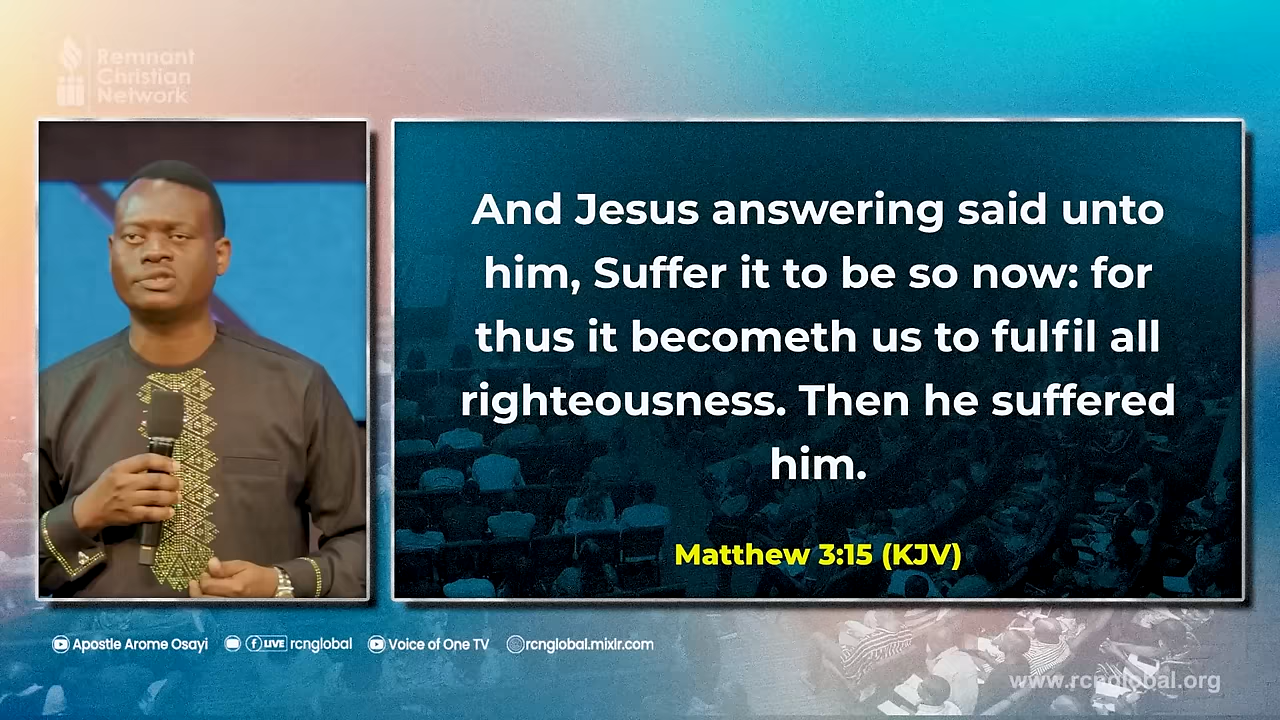 Remnant
Christian
Network
And Jesus answering said unto
him, Suffer it to be so now: for
thus it becometh us to fulfil all
righteousness. Then he suffered
him.
Matthew 3:15 (KJV)
Apostle Arome Osayi
LIVE rcnglobal
Voice of One TV
rcnglobal.mixlr.com
www.rcnglobal.org